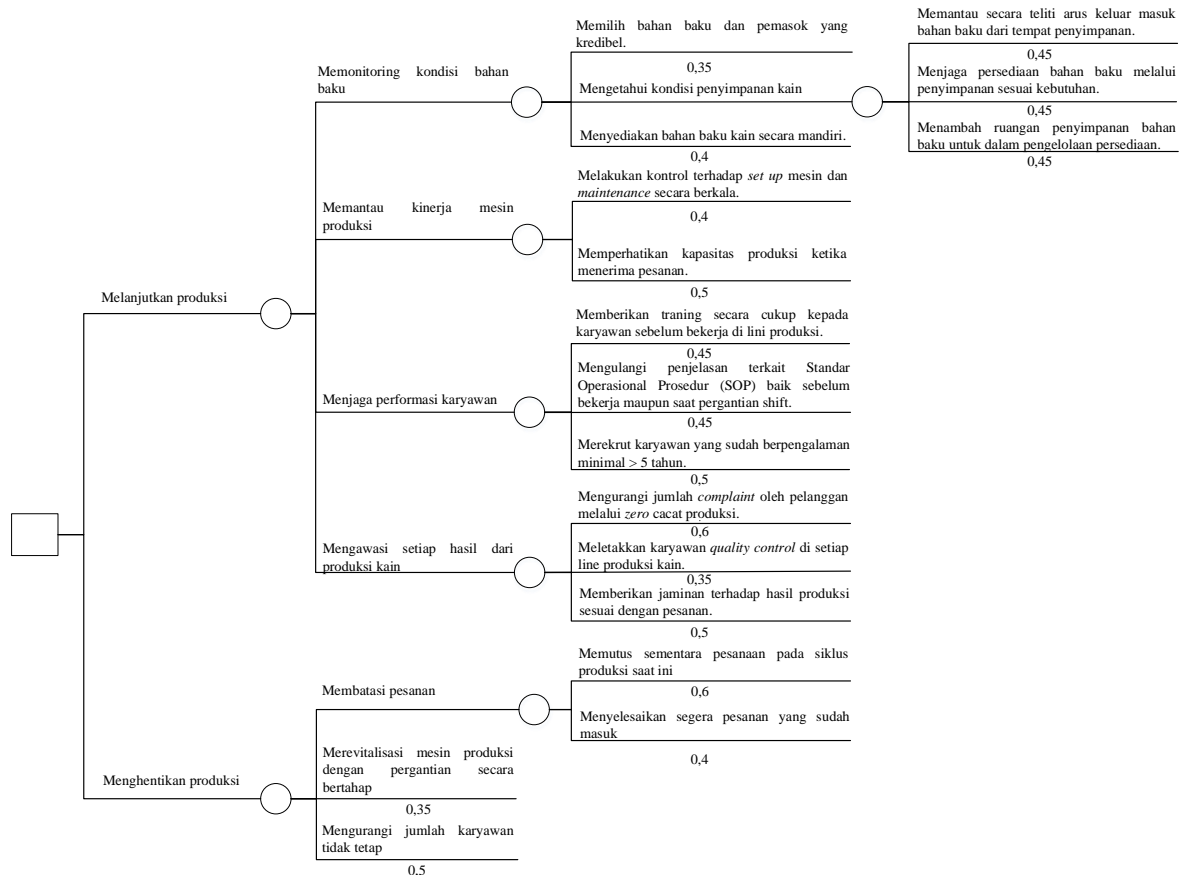 Memilih bahan baku dan pemasok yang
kredibel.
0,35
Memantau secara teliti arus keluar masuk
bahan baku dari tempat penyimpanan.
0,45
Memonitoring kondisi bahan
baku
Mengetahui kondisi penyimpanan kain
Menjaga persediaan bahan baku melalui
penyimpanan sesuai kebutuhan.
0,45
Menyediakan bahan baku kain secara mandiri.
0,4
Menambah ruangan penyimpanan bahan
baku untuk dalam pengelolaan persediaan.
0,45
Melakukan kontrol terhadap set up mesin dan
maintenance secara berkala.
0,4
Memantau kinerja mesin
produksi
Memperhatikan kapasitas produksi ketika
menerima pesanan.
0,5
Melanjutkan produksi
Memberikan traning secara cukup kepada
karyawan sebelum bekerja di lini produksi.
0,45
Mengulangi penjelasan terkait Standar
Operasional Prosedur (SOP) baik sebelum
bekerja maupun saat pergantian shift.
0,45
Menjaga performasi karyawan
Merekrut karyawan yang sudah berpengalaman
minimal > 5 tahun.
0,5
Mengurangi jumlah complaint oleh pelanggan
melalui zero cacat produksi.
0,6
Mengawasi setiap hasil dari
produksi kain
Meletakkan karyawan quality control di setiap
line produksi kain.
0,35
Memberikan jaminan terhadap hasil produksi
sesuai dengan pesanan.
0,5
Memutus sementara pesanaan pada siklus
produksi saat ini
0,6
Membatasi pesanan
Menyelesaikan segera pesanan yang sudah
masuk
0,4
Menghentikan produksi
Merevitalisasi mesin produksi
dengan pergantian secara
bertahap
0,35
Mengurangi jumlah karyawan
tidak tetap
0,5